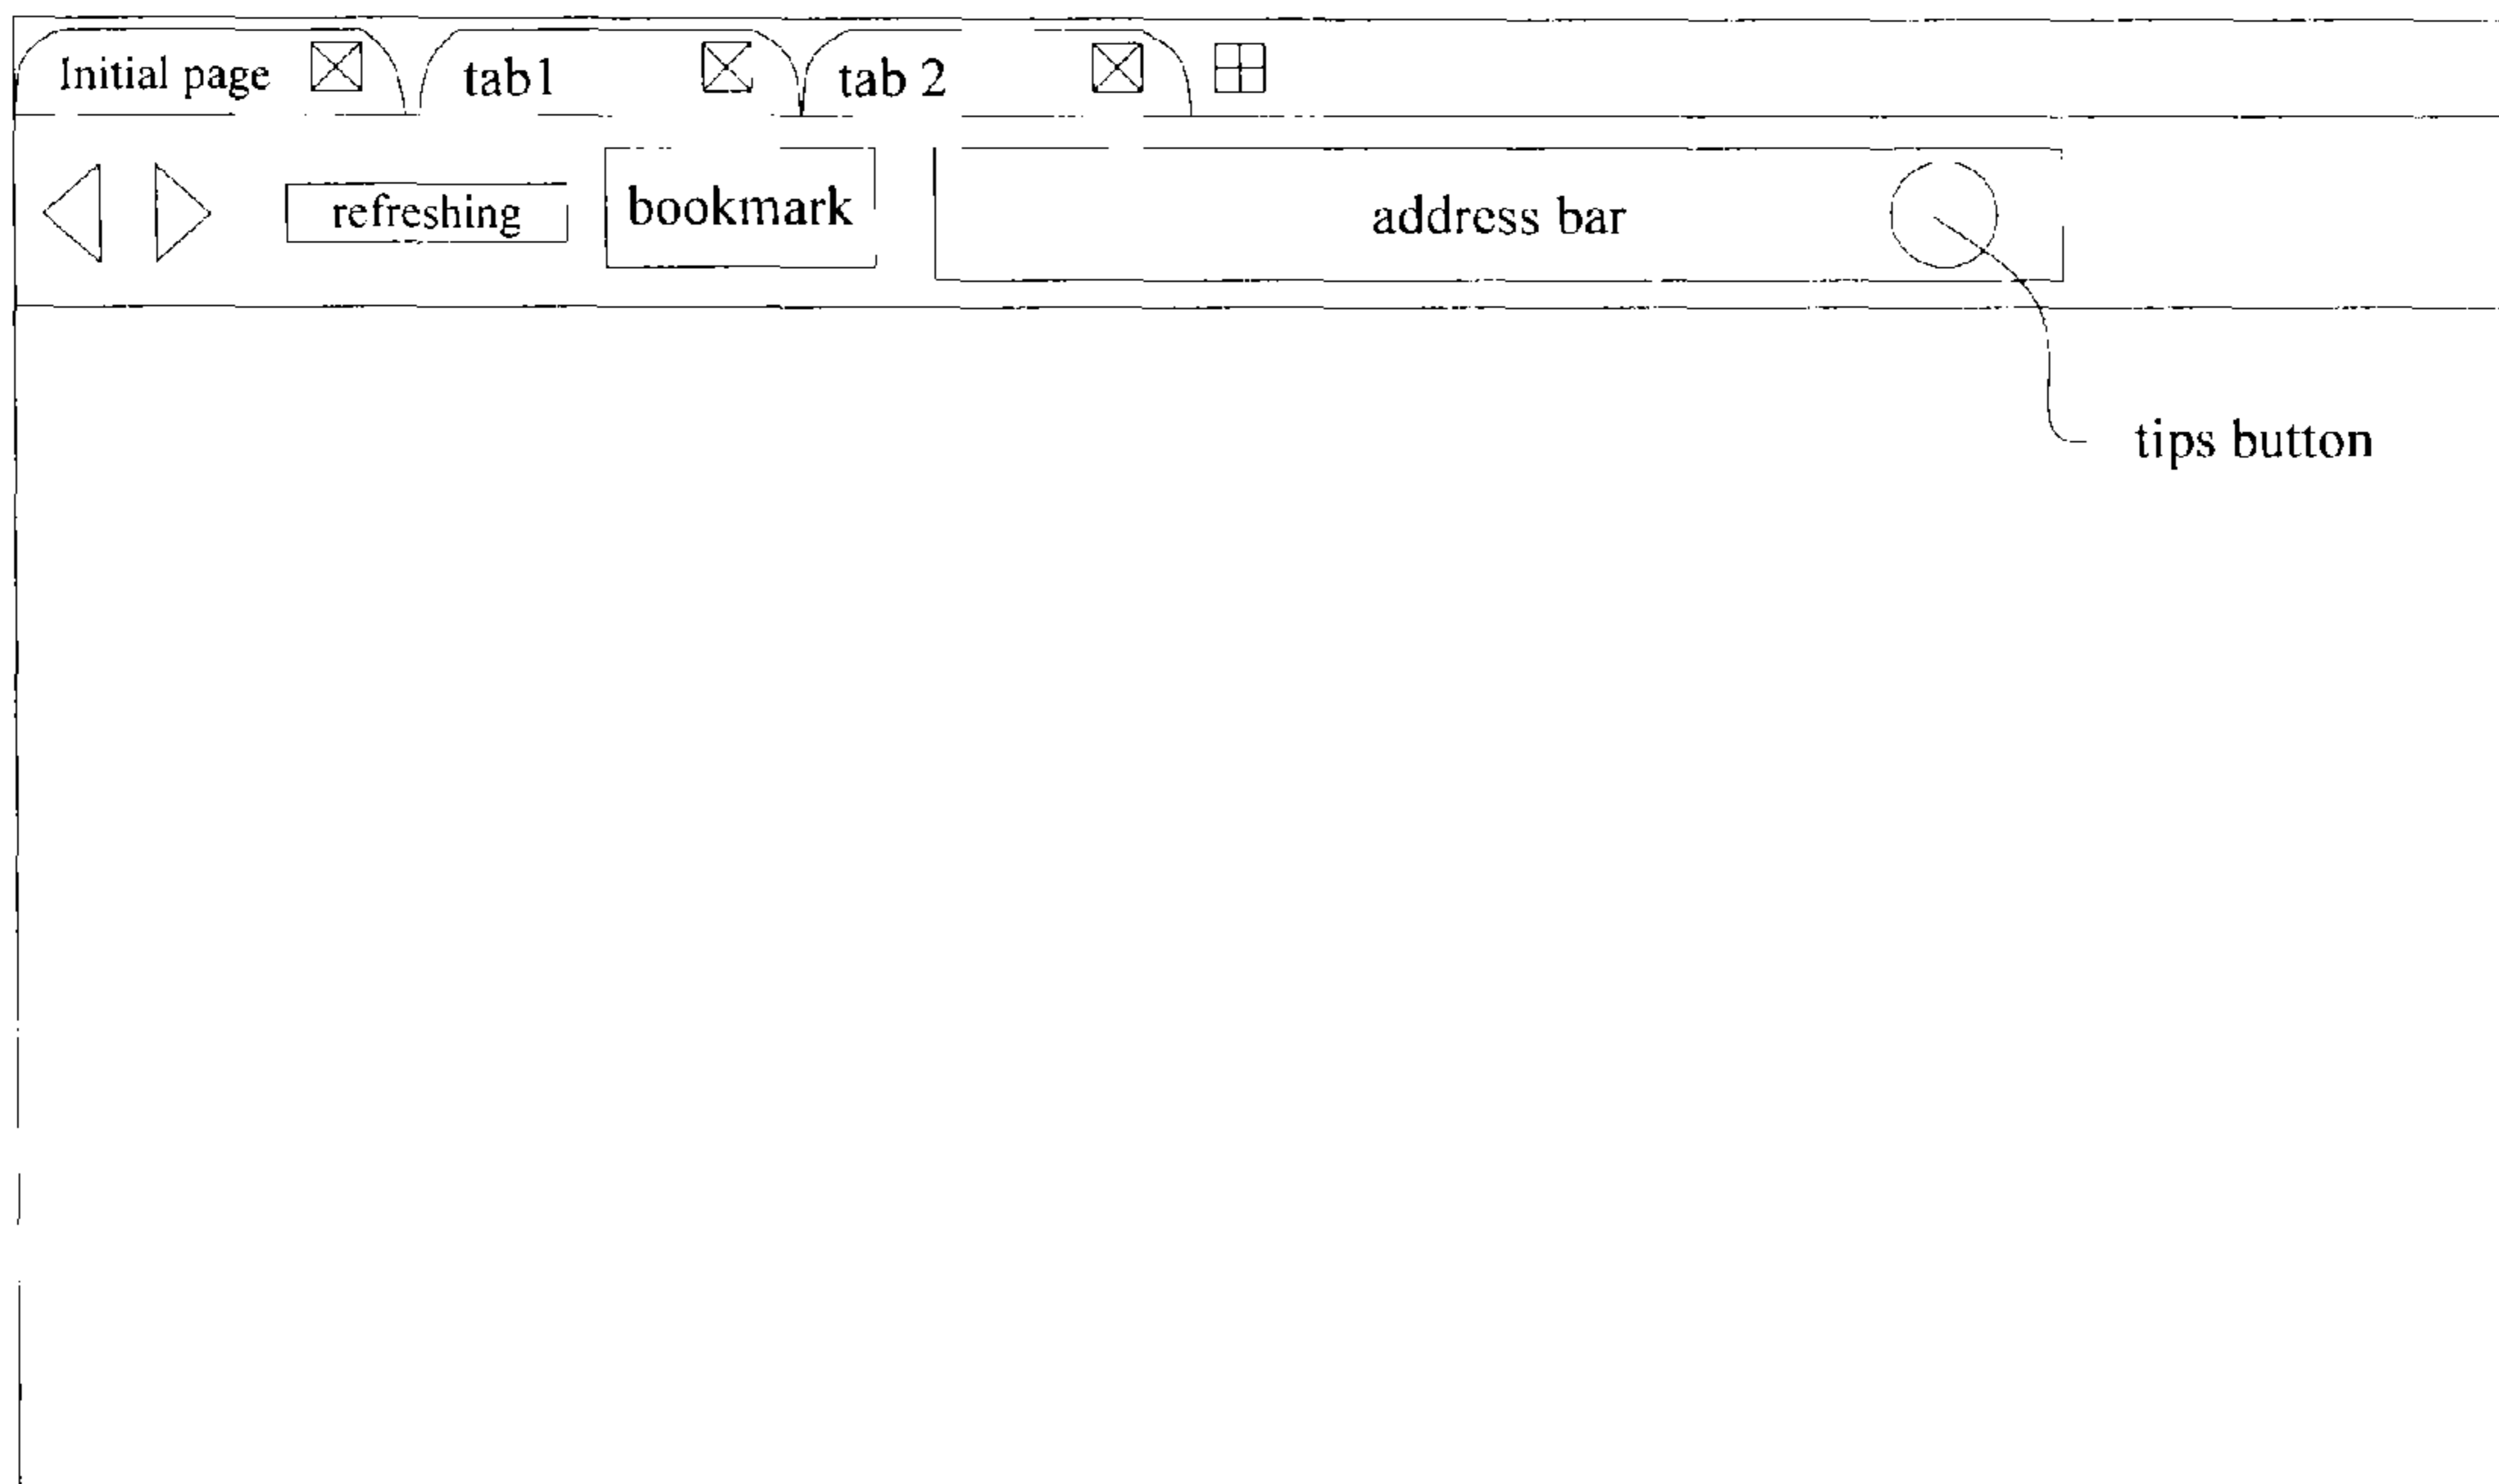 Initial page
tab1
tab 2
refreshing
bookmark
address bar
tips button